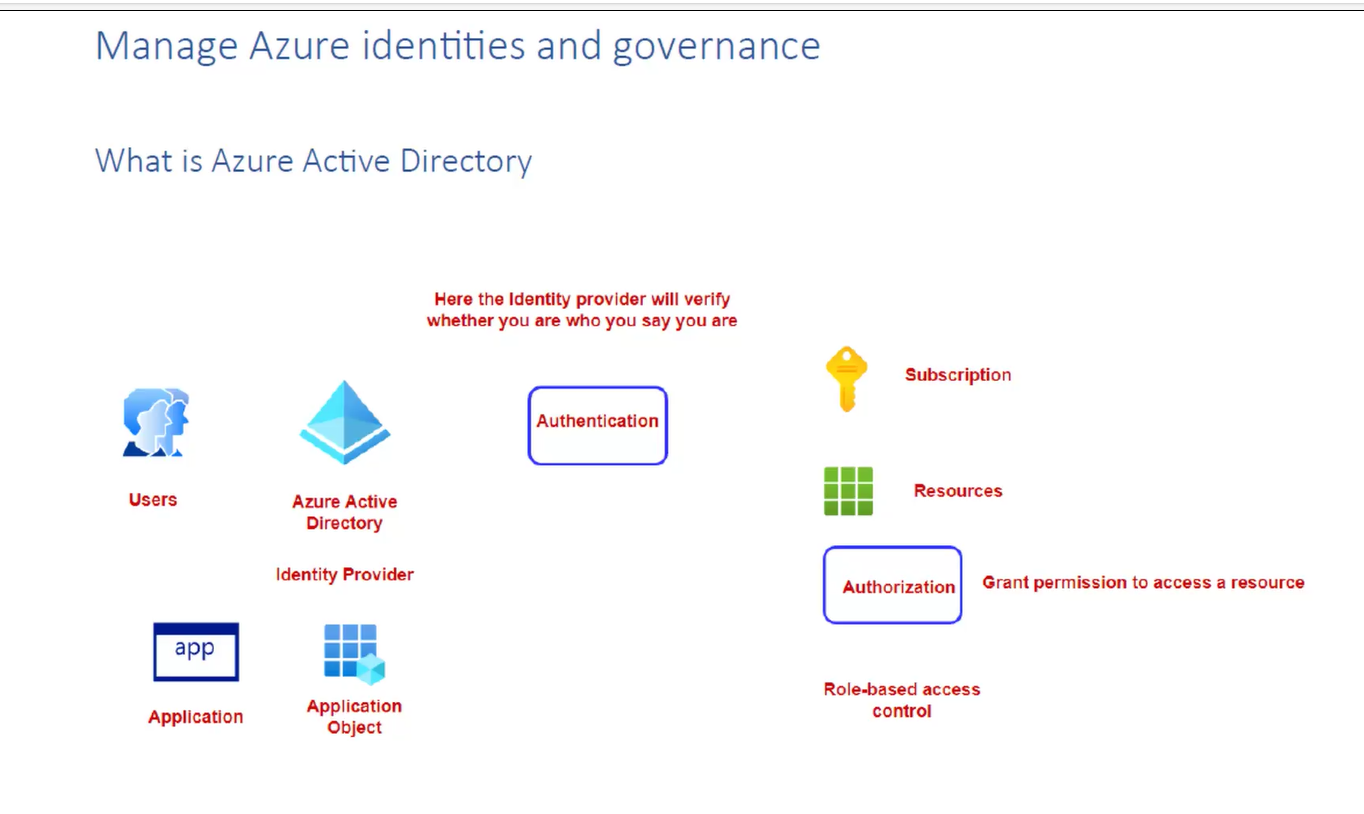 Manage Azure identities and governance
What is Azure Active Directory
Here the Identity provider will verify
whether you are who you say you are
Subscription
Authentication
Users
Azure Active
Directory
Resources
Identity Provider
Authorization
Grant permission to access a resource
app
Application
Application
Object
Role-based access
control